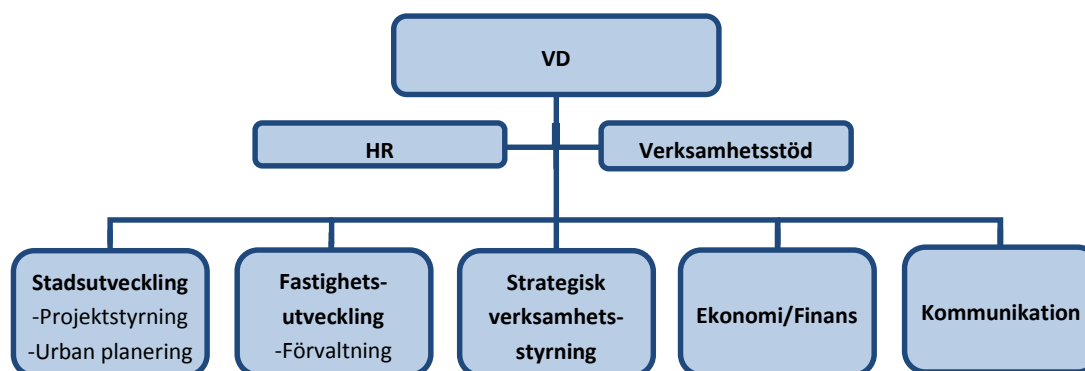 VD
HR
Verksamhetsstöd
Stadsutveckling
-Projektstyrning
-Urban planering
Fastighets-
utveckling
-Förvaltning
Strategisk
verksamhets-
styrning
Ekonomi/Finans
Kommunikation